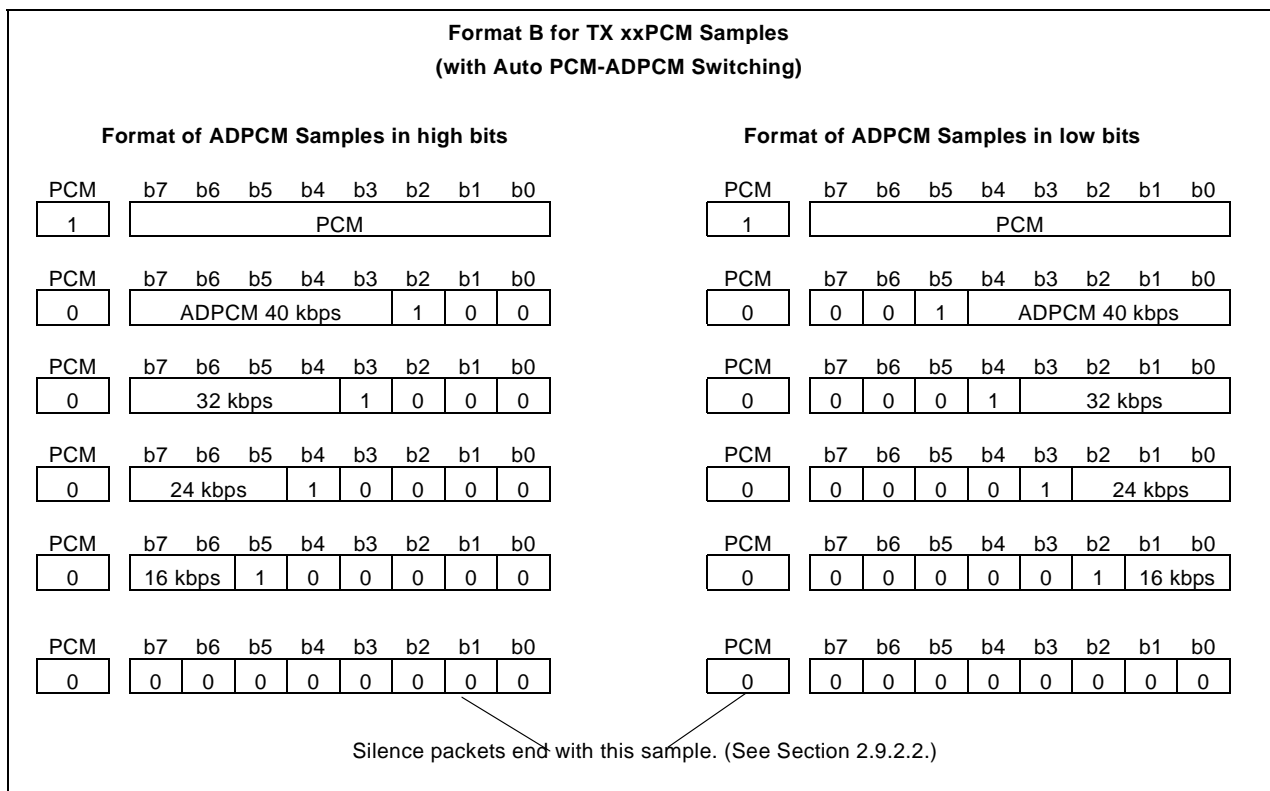 Format B for TX xxPCM Samples
(with Auto PCM-ADPCM Switching)
Format of ADPCM Samples in high bits
PCM b7 b6 b5 b4 b3 b2 b1 b0
1 PCM
PCM b7 b6 b5 b4 b3 b2 b1 b0
0 ADPCM 40 kbps 1 0 0
PCM b7 b6 b5 b4 b3 b2 b1 b0
0 32 kbps 1 0 0 0
PCM b7 b6 b5 b4 b3 b2 b1 b0
0 24 kbps 1 0 0 0 0
PCM b7 b6 b5 b4 b3 b2 b1 b0
0 16 kbps 1 0 0 0 0 0
PCM b7 b6 b5 b4 b3 b2 b1 b0
0 0 0 0 0 0 0 0 0
Format of ADPCM Samples in low bits
PCM b7 b6 b5 b4 b3 b2 b1 b0
1 PCM
PCM b7 b6 b5 b4 b3 b2 b1 b0
0 0 0 1 ADPCM 40 kbps
PCM b7 b6 b5 b4 b3 b2 b1 b0
0 0 0 0 1 32 kbps
PCM b7 b6 b5 b4 b3 b2 b1 b0
0 0 0 0 0 1 24 kbps
PCM b7 b6 b5 b4 b3 b2 b1 b0
0 0 0 0 0 0 1 16 kbps
PCM b7 b6 b5 b4 b3 b2 b1 b0
0 0 0 0 0 0 0 0 0
Silence packets end with this sample. (See Section 2.9.2.2.)